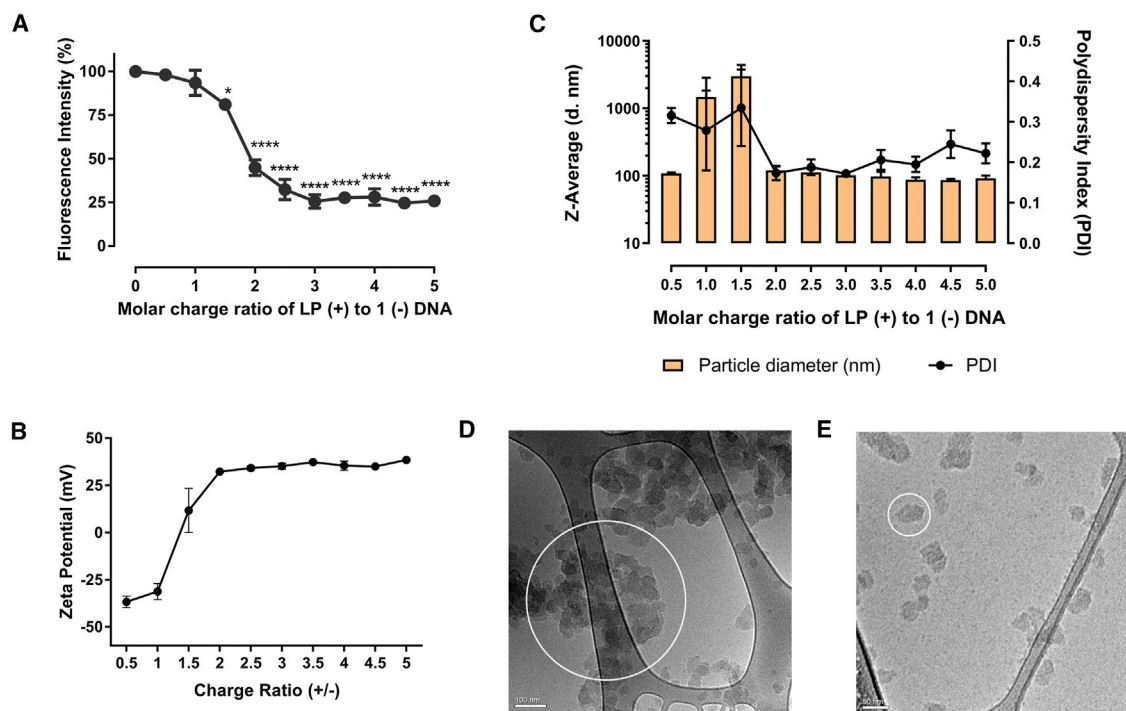 A
Fluorescence Intensity (%)
100
75
50
25
0
*
****
****
****
****
****
****
****
0 1 2 3 4 5
Molar charge ratio of LP (+) to 1 (-) DNA
C
Z-Average (d. nm)
10000
1000
100
10
0.5
0.4
0.3
0.2
0.1
0.0
Polydispersity Index (PDI)
0.5 1.0 1.5 2.0 2.5 3.0 3.5 4.0 4.5 5.0
Molar charge ratio of LP (+) to 1 (-) DNA
Particle diameter (nm) PDI
B
Zeta Potential (mV)
50
25
0
-25
-50
0.5 1 1.5 2 2.5 3 3.5 4 4.5 5
Charge Ratio (+/-)
D
100 nm
E
50 nm